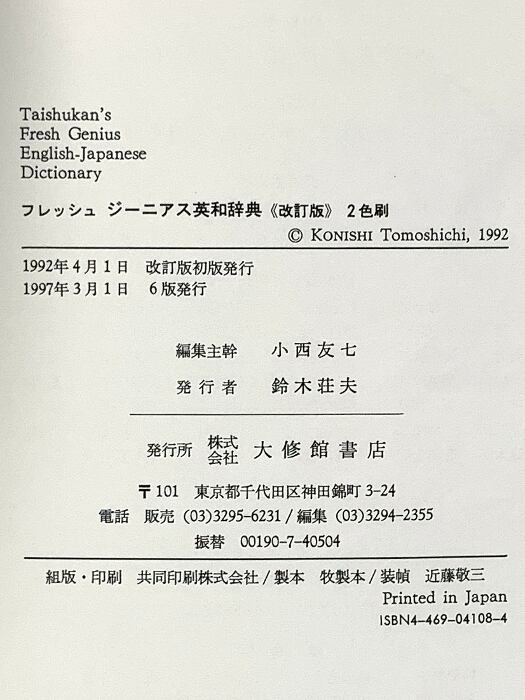 Taishukan's
Fresh Genius
English-Japanese
Dictionary
フレッシュ ジーニアス英和辞典《改訂版》 2色刷
© KONISHI Tomoshichi, 1992
1992年4月1日 改訂版初版発行
1997年3月1日 6版発行
編集主幹 小西友七
発行者 鈴木荘夫
発行所 株式会社 大修館書店
〒101 東京都千代田区神田錦町3-24
電話 販売 (03)3295-6231/編集 (03)3294-2355
振替 00190-7-40504
組版・印刷 共同印刷株式会社/製本 牧製本/装幀 近藤敬三
Printed in Japan
ISBN4-469-04108-4